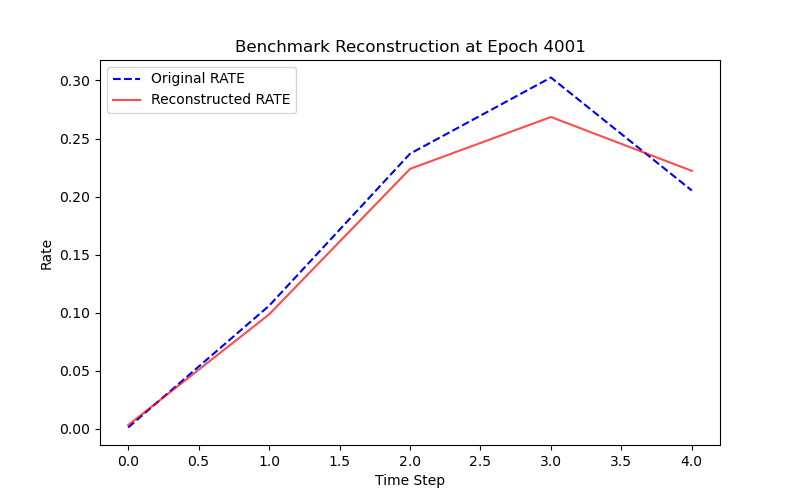 Benchmark Reconstruction at Epoch 4001
Original RATE
Reconstructed RATE
0.30
0.25
0.20
0.15
0.10
0.05
0.00
Rate
0.0 0.5 1.0 1.5 2.0 2.5 3.0 3.5 4.0
Time Step